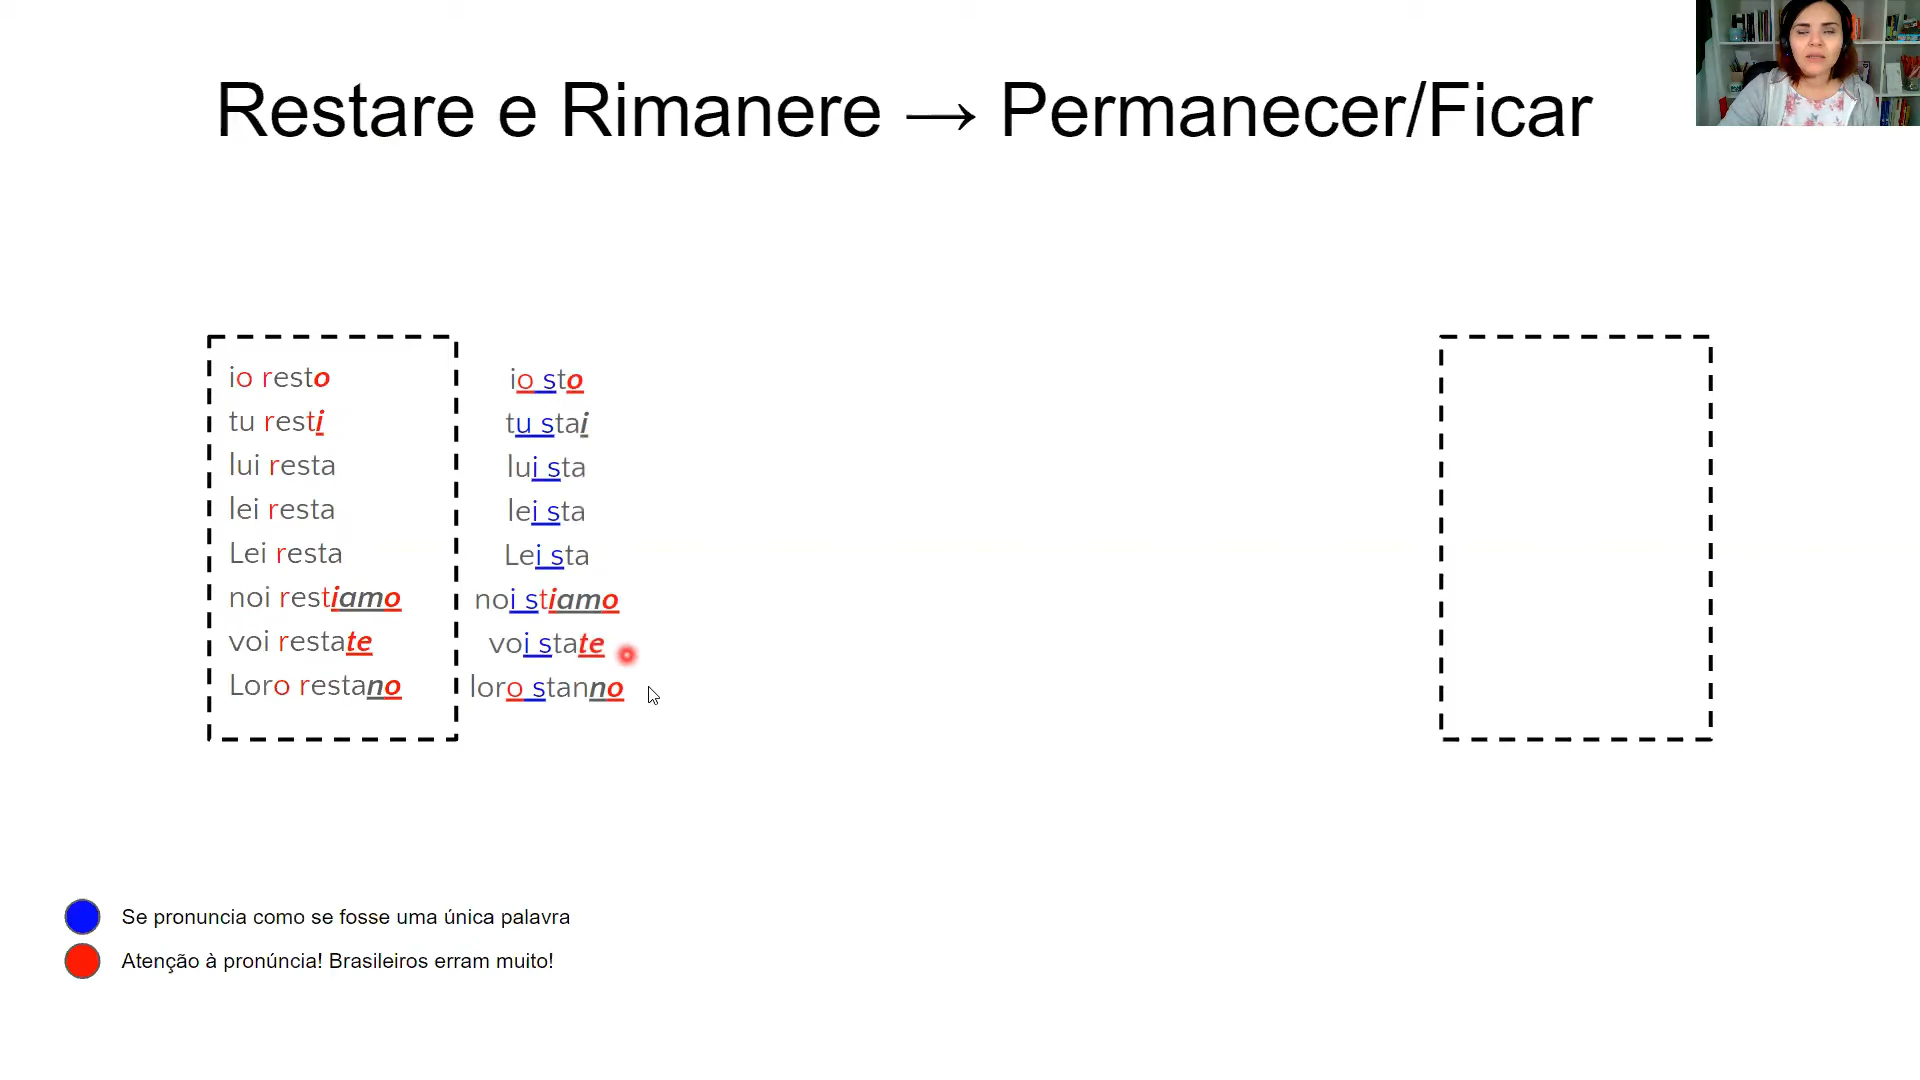 Restare e Rimanere → Permanecer/Ficar
io resto
tu resti
lui resta
lei resta
Lei resta
noi restiamo
voi restate
Loro restano
io sto
tu stai
lui sta
lei sta
Lei sta
noi stiamo
voi state
loro stanno
Se pronuncia como se fosse uma única palavra
Atenção à pronúncia! Brasileiros erram muito!